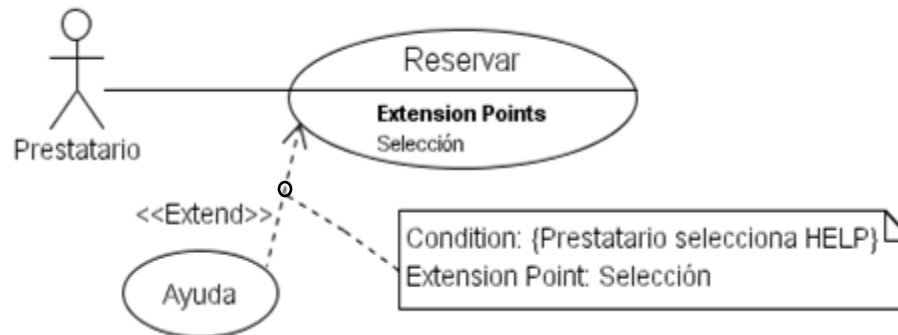 Reservar
Extension Points
Selección
Prestatario
<<Extend>>
Condition: {Prestatario selecciona HELP}
Extension Point: Selección
Ayuda